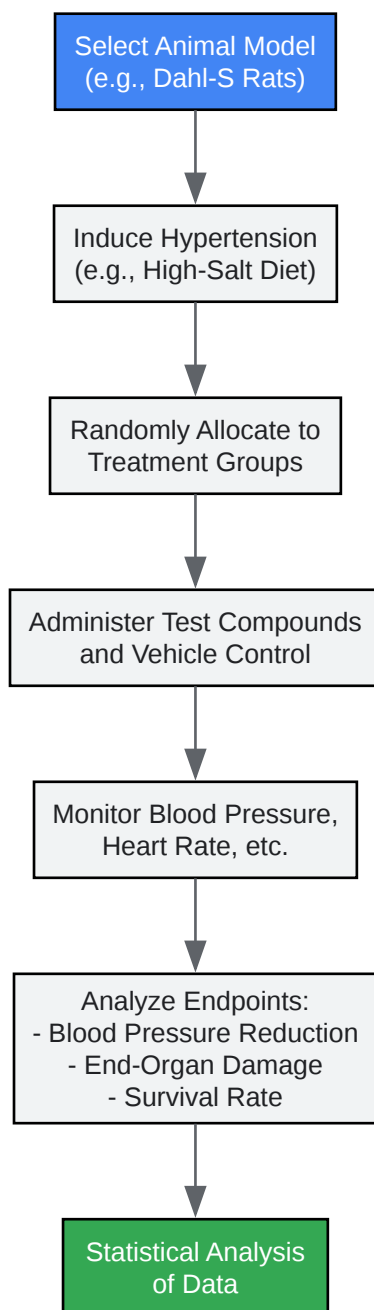 Select Animal Model
(e.g., Dahl-S Rats)
Induce Hypertension
(e.g., High-Salt Diet)
Randomly Allocate to
Treatment Groups
Administer Test Compounds
and Vehicle Control
Monitor Blood Pressure,
Heart Rate, etc.
Analyze Endpoints:
- Blood Pressure Reduction
- End-Organ Damage
- Survival Rate
Statistical Analysis
of Data